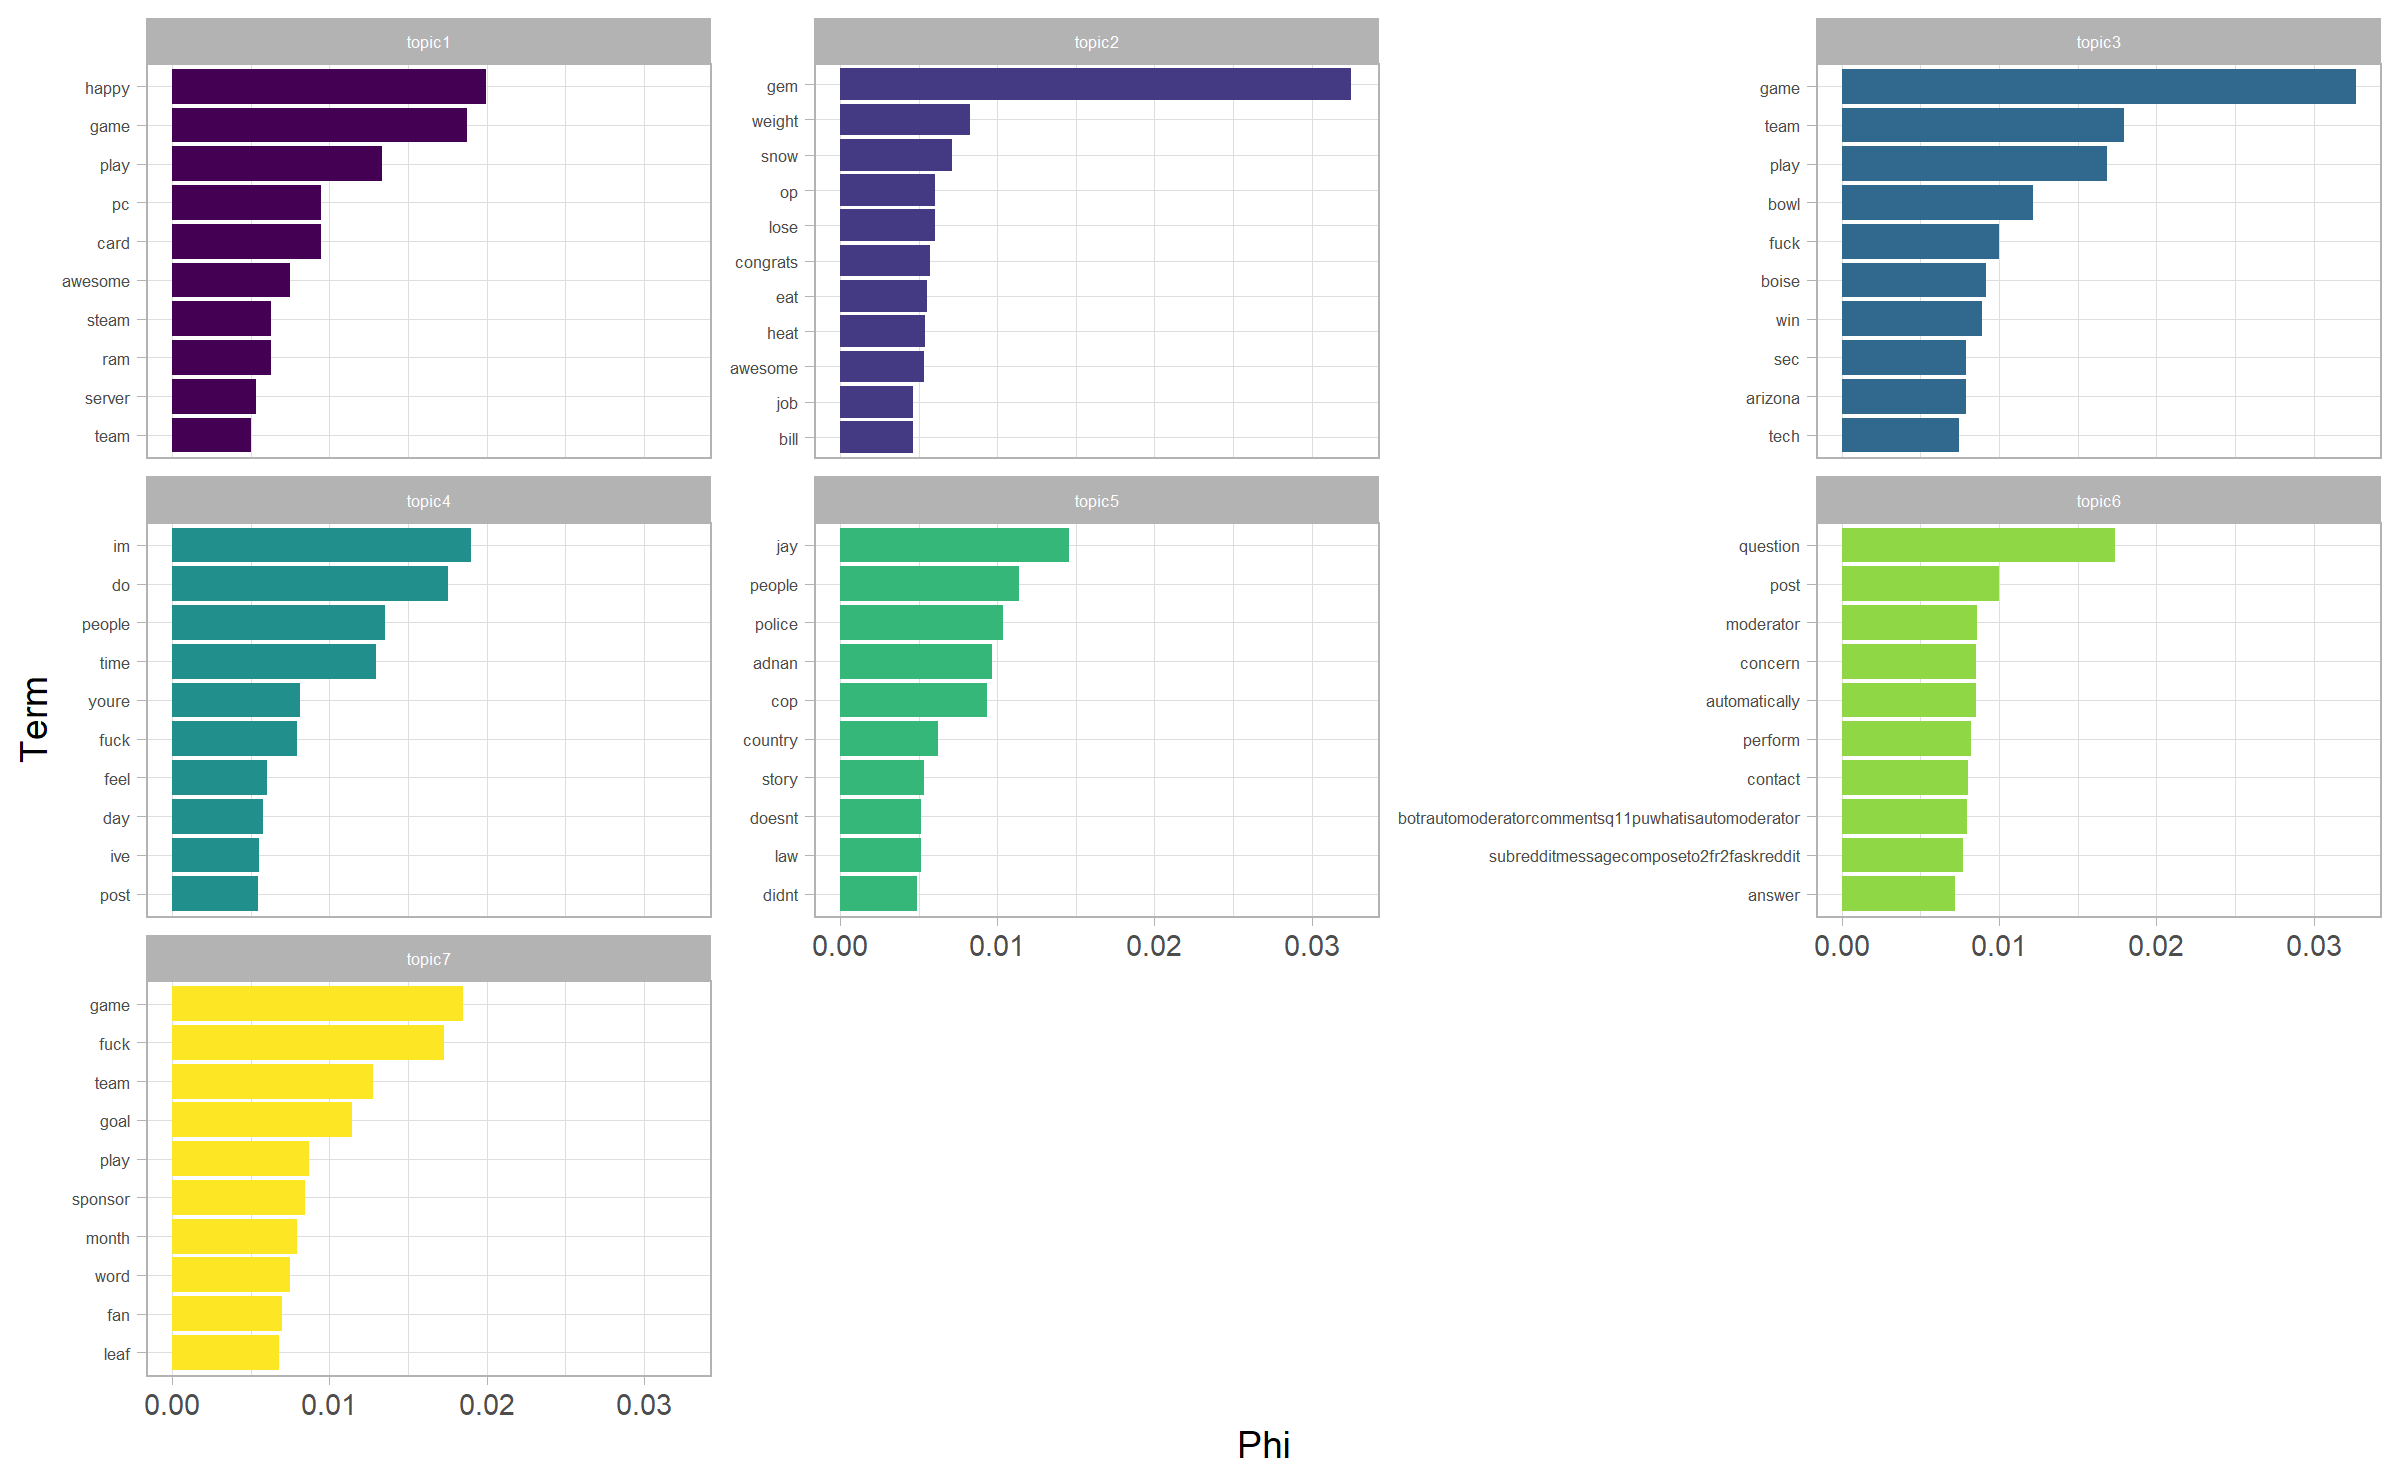 topic1
happy
game
play
pc
card
awesome
steam
ram
server
team
topic2
gem
weight
snow
op
lose
congrats
eat
heat
awesome
job
bill
topic3
game
team
play
bowl
fuck
boise
win
sec
arizona
tech
Term
topic4
im
do
people
time
youre
fuck
feel
day
ive
post
topic5
jay
people
police
adnan
cop
country
story
doesnt
law
didnt
0.00 0.01 0.02 0.03
topic6
question
post
moderator
concern
automatically
perform
contact
botrautomoderatorcommentsq11puwhatisautomoderator
subredditmessagecomposeto2fr2faskreddit
answer
0.00 0.01 0.02 0.03
topic7
game
fuck
team
goal
play
sponsor
month
word
fan
leaf
0.00 0.01 0.02 0.03
Phi